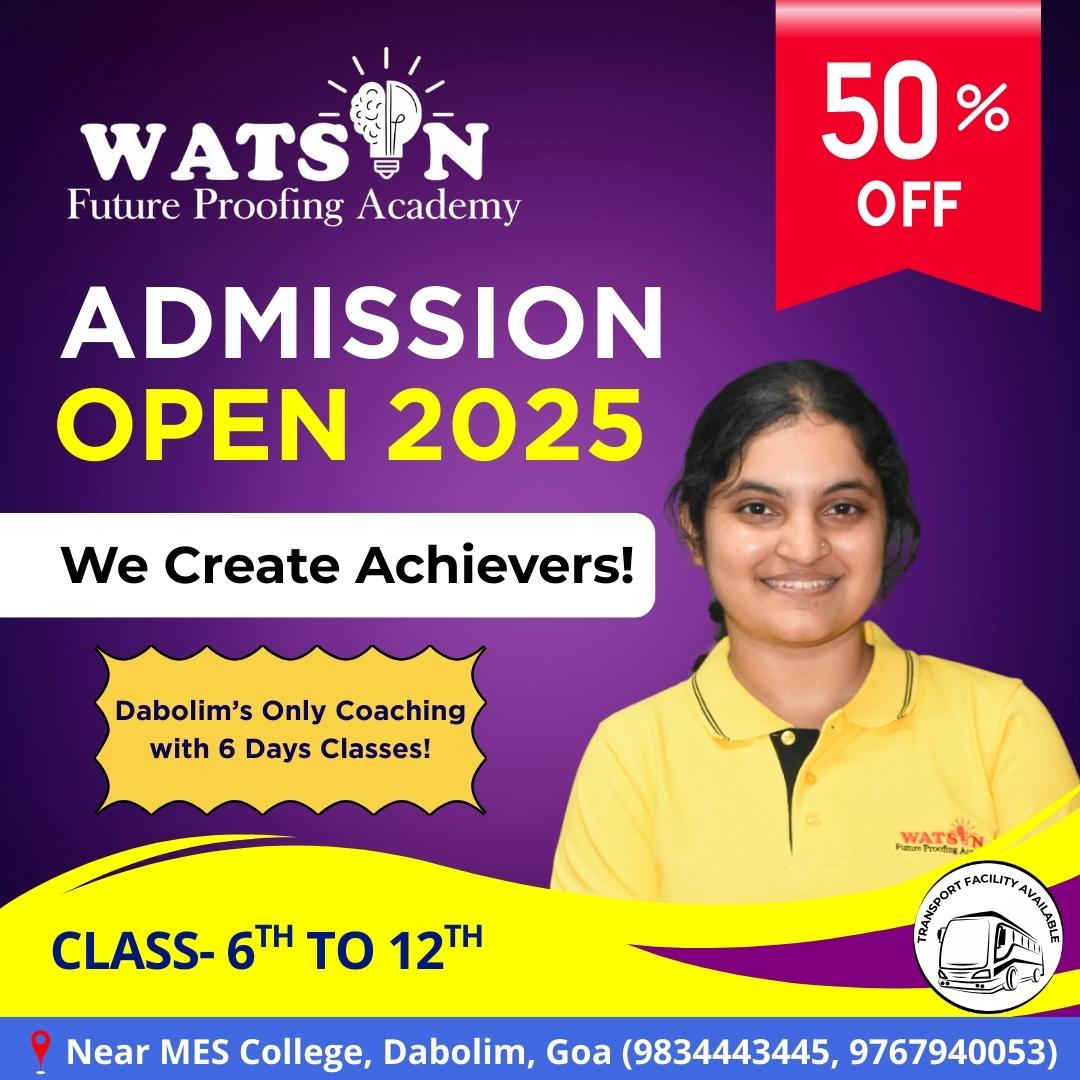 WATSON
Future Proofing Academy
50%
OFF
ADMISSION
OPEN 2025
We Create Achievers!
Dabolim's Only Coaching
with 6 Days Classes!
WATSON
Future Proofing
TRANSPORT FACILITY AVAILABLE
CLASS- 6TH TO 12TH
Near MES College, Dabolim, Goa (9834443445, 9767940053)